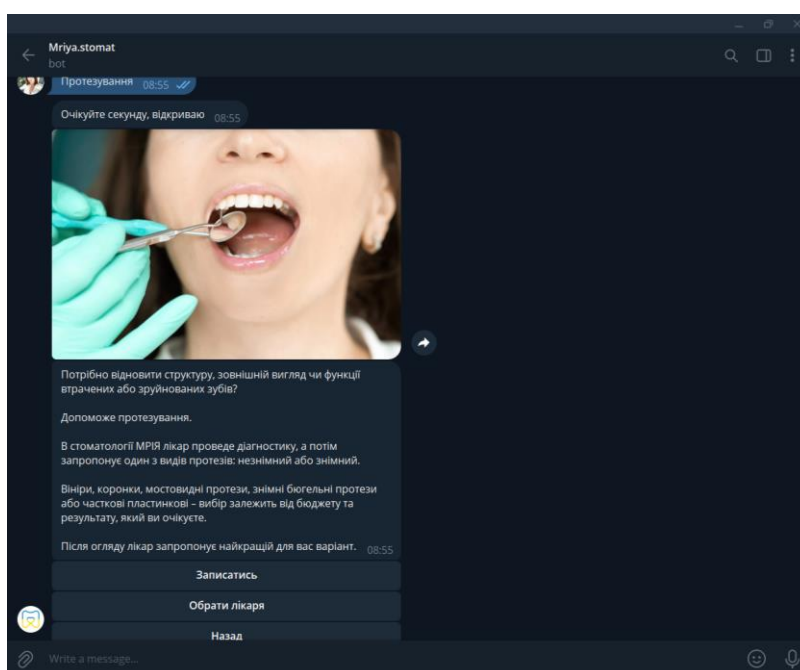 Mriya.stomat
bot
Протезування 08:55
Очікуйте секунду, відкриваю 08:55
Потрібно відновити структуру, зовнішній вигляд чи функції
втрачених або зруйнованих зубів?
Допоможе протезування.
В стоматології МРІЯ лікар проведе діагностику, а потім
запропонує один з видів протезів: незнімний або знімний.
Вініри, коронки, мостовидні протези, знімні бюгельні протези
або часткові пластинкові – вибір залежить від бюджету та
результату, який ви очікуєте.
Після огляду лікар запропонує найкращій для вас варіант. 08:55
Записатись
Обрати лікаря
Назад
Write a message...